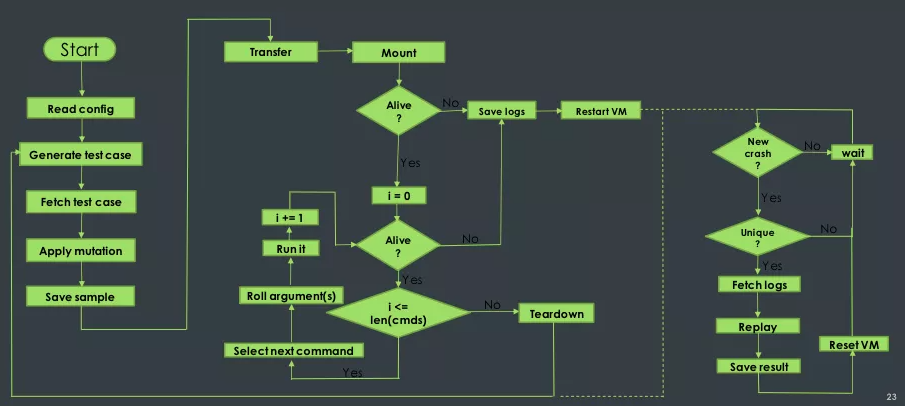 Start
Read config
Generate test case
Fetch test case
Apply mutation
Save sample
Transfer
Mount
Alive
?
No
Save logs
Restart VM
Yes
i = 0
Alive
?
No
Yes
i <=
len(cmds)
No
Teardown
Yes
Select next command
Roll argument(s)
Run it
i += 1
New
crash
?
No
wait
Yes
Unique
?
No
Yes
Fetch logs
Replay
Save result
Reset VM
23